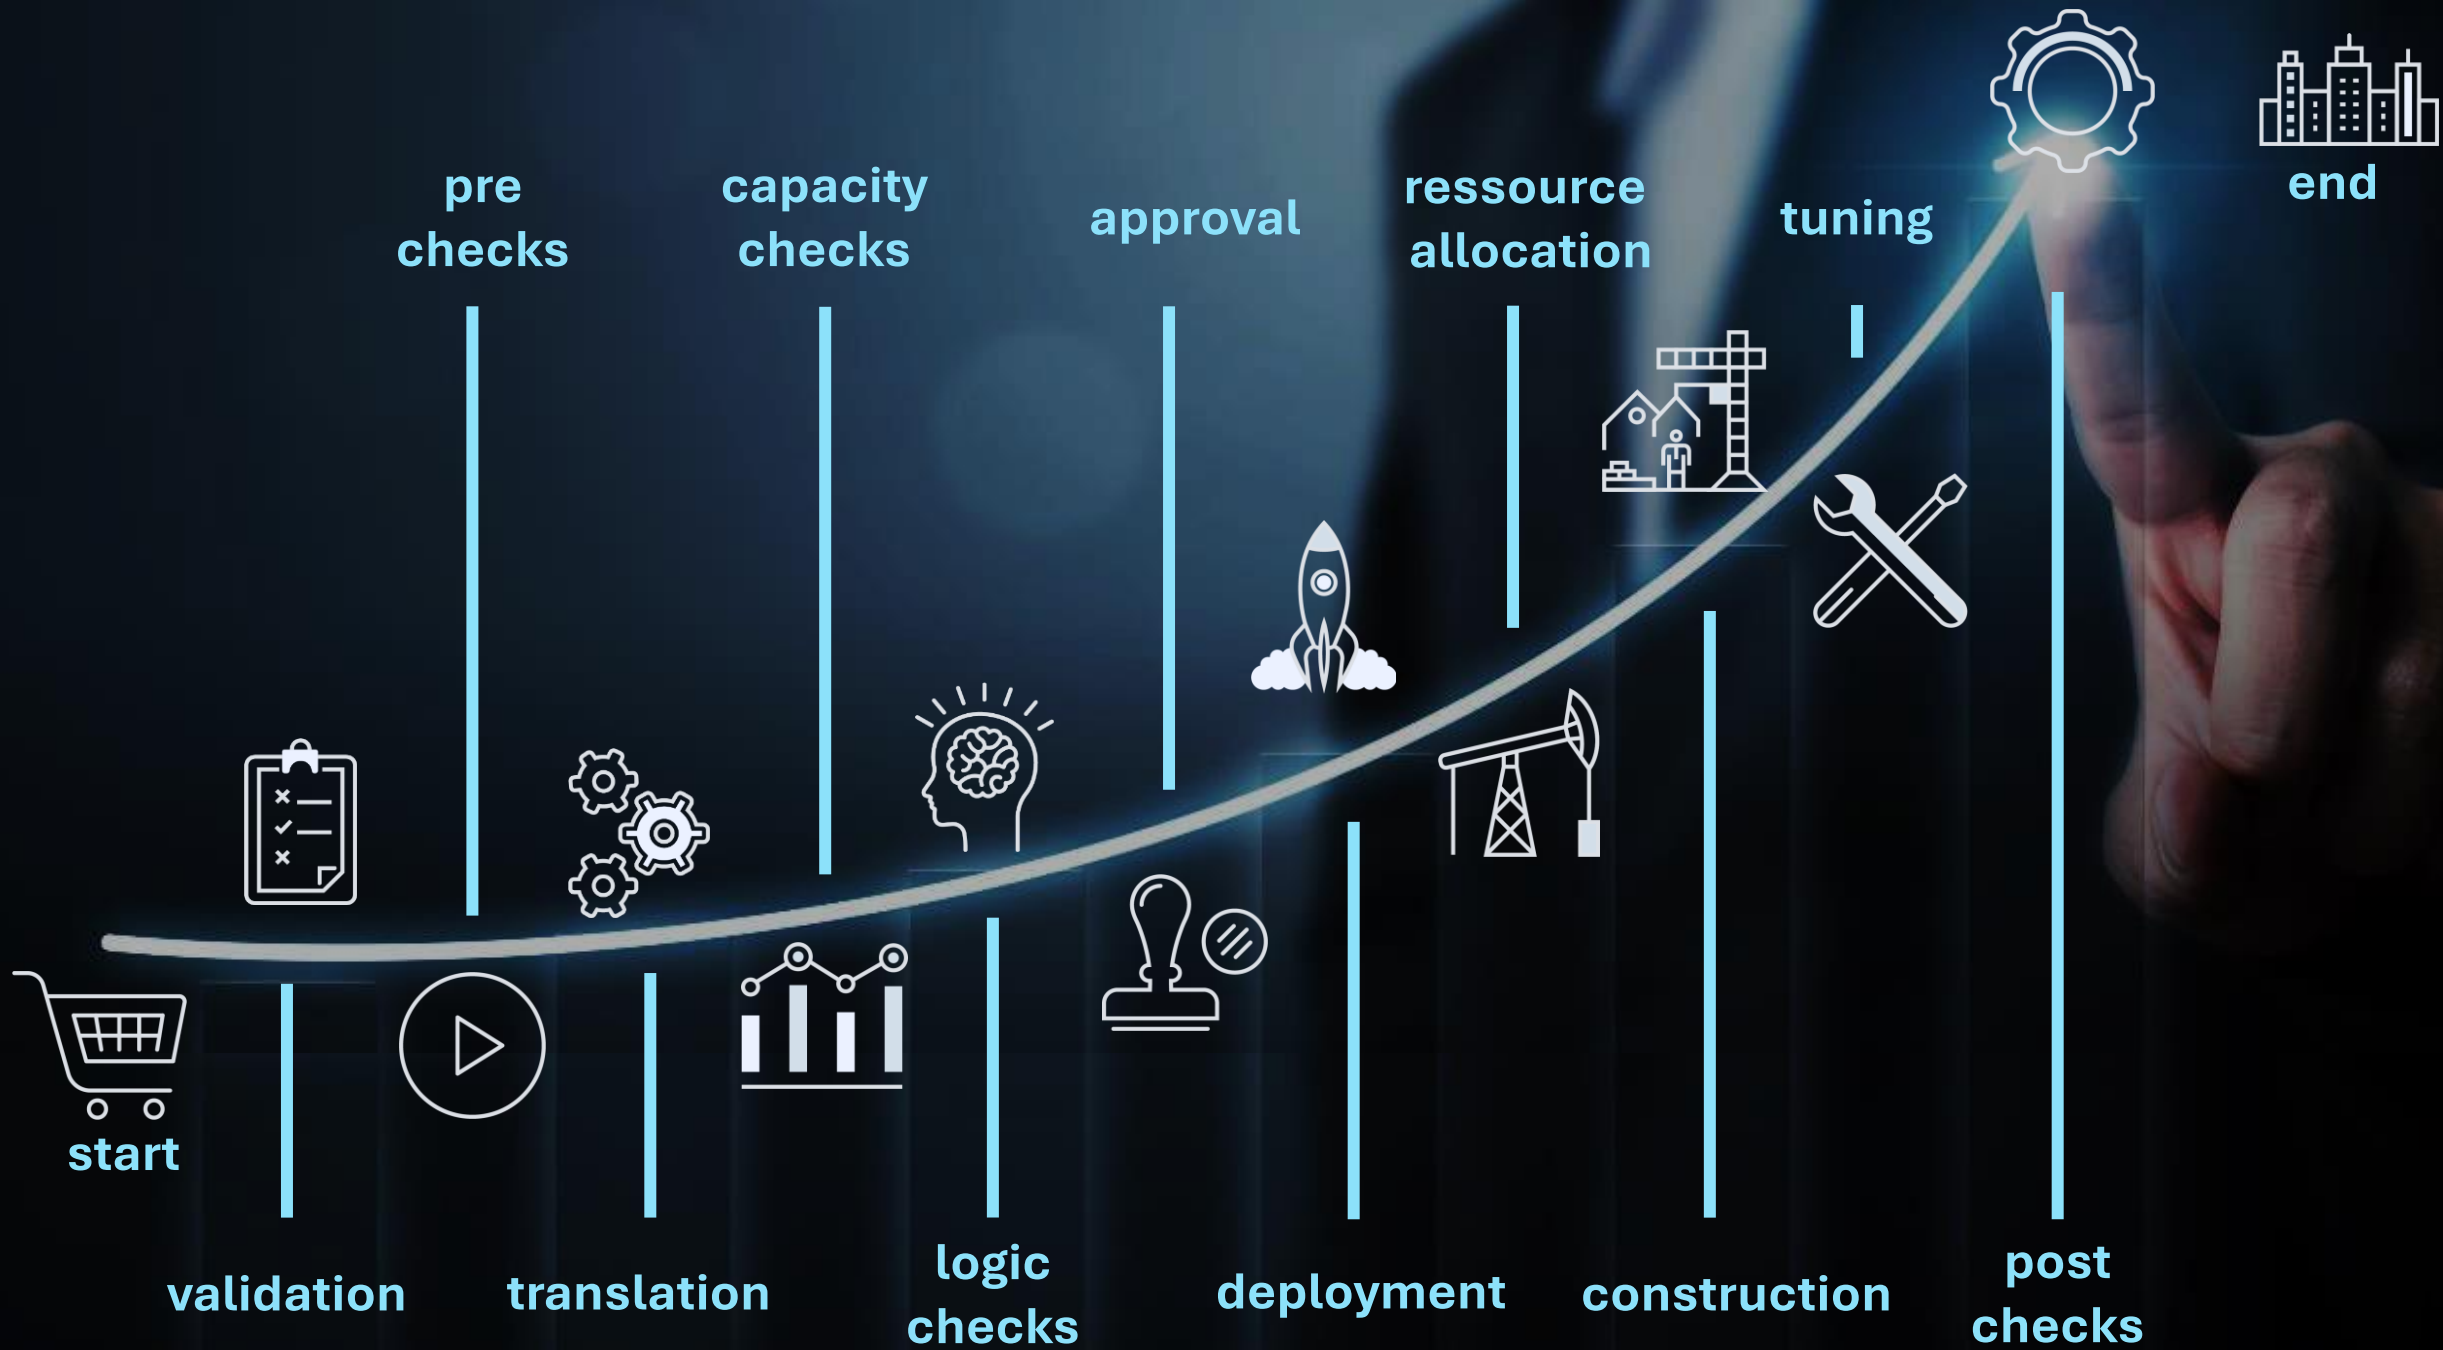 start
validation
pre
checks
translation
capacity
checks
logic
checks
approval
deployment
ressource
allocation
construction
tuning
post
checks
end